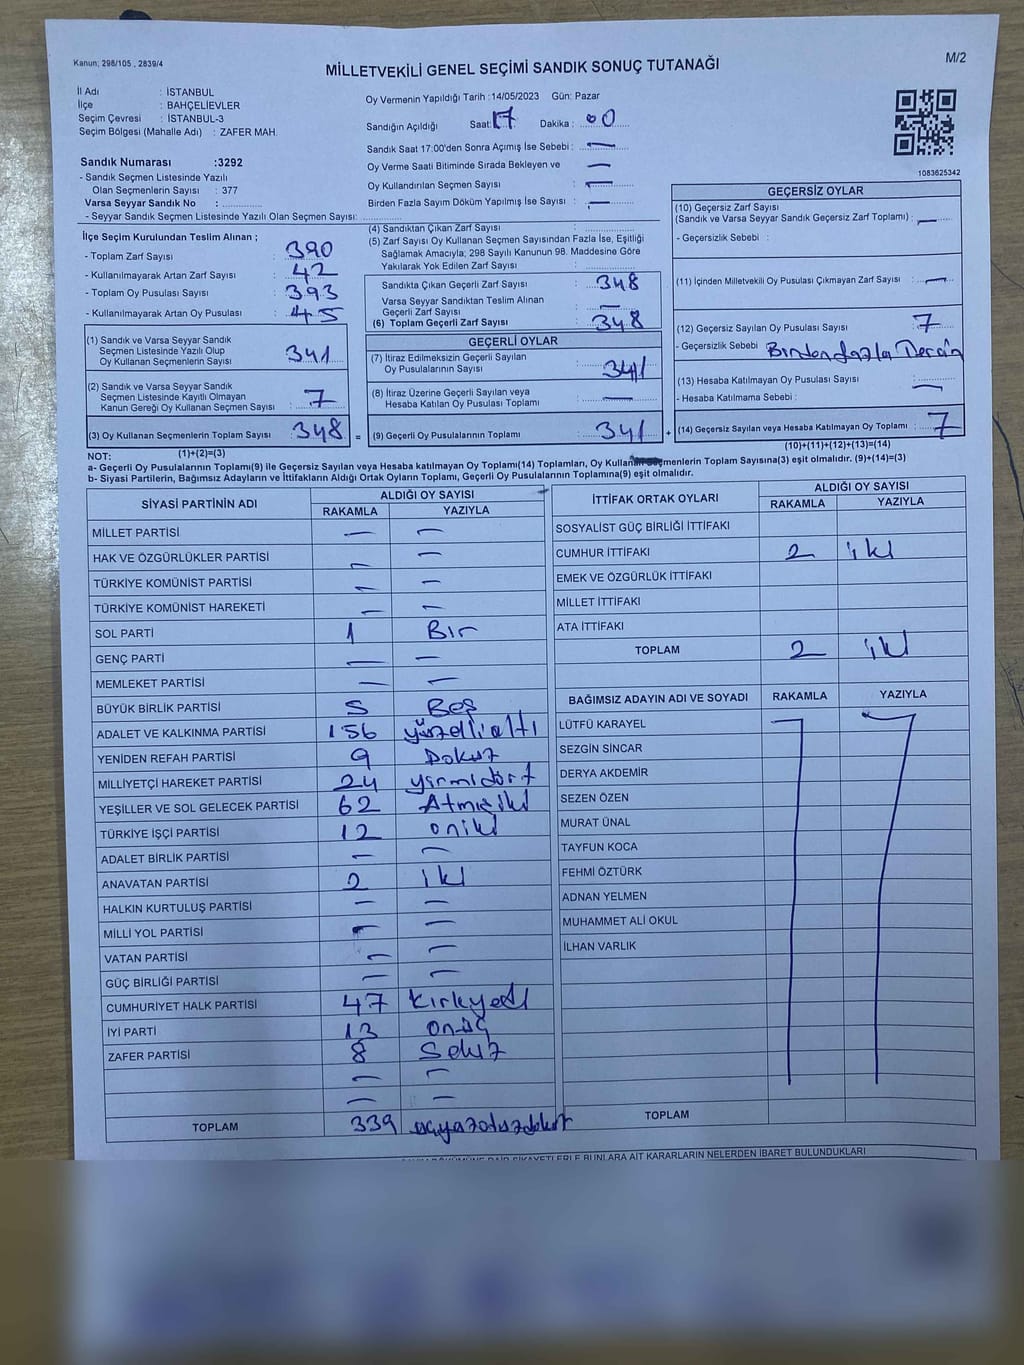 Kanun; 298/105 , 2839/4
M/2
MİLLETVEKİLİ GENEL SEÇİMİ SANDIK SONUÇ TUTANAĞI
İl Adı : İSTANBUL
İlçe : BAHÇELİEVLER
Seçim Çevresi : İSTANBUL-3
Seçim Bölgesi (Mahalle Adı) : ZAFER MAH.
Sandık Numarası :3292
- Sandık Seçmen Listesinde Yazılı
Olan Seçmenlerin Sayısı : 377
Varsa Seyyar Sandık No :
- Seyyar Sandık Seçmen Listesinde Yazılı Olan Seçmen Sayısı:
Oy Vermenin Yapıldığı Tarih :14/05/2023 Gün: Pazar
Sandığın Açıldığı Saat: 17 Dakika : 00
Sandık Saat 17:00'den Sonra Açımış İse Sebebi : —
Oy Verme Saati Bitiminde Sırada Bekleyen ve —
Oy Kullandırılan Seçmen Sayısı : —
Birden Fazla Sayım Döküm Yapılmış İse Sayısı : —
1083625342
İlçe Seçim Kurulundan Teslim Alınan ;
- Toplam Zarf Sayısı : 390
- Kullanılmayarak Artan Zarf Sayısı : 42
- Toplam Oy Pusulası Sayısı : 393
- Kullanılmayarak Artan Oy Pusulası : 45
(1) Sandık ve Varsa Seyyar Sandık
Seçmen Listesinde Yazılı Olup
Oy Kullanan Seçmenlerin Sayısı : 341
(2) Sandık ve Varsa Seyyar Sandık
Seçmen Listesinde Kayıtlı Olmayan
Kanun Gereği Oy Kullanan Seçmen Sayısı : 7
(3) Oy Kullanan Seçmenlerin Toplam Sayısı : 348
(1)+(2)=(3)
(4) Sandıktan Çıkan Zarf Sayısı :
(5) Zarf Sayısı Oy Kullanan Seçmen Sayısından Fazla İse, Eşitliği
Sağlamak Amacıyla; 298 Sayılı Kanunun 98. Maddesine Göre
Yakılarak Yok Edilen Zarf Sayısı :
Sandıkta Çıkan Geçerli Zarf Sayısı : 348
Varsa Seyyar Sandıktan Teslim Alınan
Geçerli Zarf Sayısı : —
(6) Toplam Geçerli Zarf Sayısı : 348
GEÇERLİ OYLAR
(7) İtiraz Edilmeksizin Geçerli Sayılan
Oy Pusulalarının Sayısı : 341
(8) İtiraz Üzerine Geçerli Sayılan veya
Hesaba Katılan Oy Pusulası Toplamı : —
= (9) Geçerli Oy Pusulalarının Toplamı : 341 +
GEÇERSİZ OYLAR
(10) Geçersiz Zarf Sayısı
(Sandık ve Varsa Seyyar Sandık Geçersiz Zarf Toplamı) : —
- Geçersizlik Sebebi :
(11) İçinden Milletvekili Oy Pusulası Çıkmayan Zarf Sayısı : —
(12) Geçersiz Sayılan Oy Pusulası Sayısı : 7
- Geçersizlik Sebebi : Birden fazla
(13) Hesaba Katılmayan Oy Pusulası Sayısı : —
- Hesaba Katılmama Sebebi :
(14) Geçersiz Sayılan veya Hesaba Katılmayan Oy Toplamı : 7
(10)+(11)+(12)+(13)=(14)
NOT:
a- Geçerli Oy Pusulalarının Toplamı(9) ile Geçersiz Sayılan veya Hesaba katılmayan Oy Toplamı(14) Toplamları, Oy Kullanan Seçmenlerin Toplam Sayısına(3) eşit olmalıdır. (9)+(14)=(3)
b- Siyasi Partilerin, Bağımsız Adayların ve İttifakların Aldığı Ortak Oyların Toplamı, Geçerli Oy Pusulalarının Toplamına(9) eşit olmalıdır.
SİYASİ PARTİNİN ADI ALDIĞI OY SAYISI
RAKAMLA YAZIYLA
MİLLET PARTİSİ — —
HAK VE ÖZGÜRLÜKLER PARTİSİ — —
TÜRKİYE KOMÜNİST PARTİSİ — —
TÜRKİYE KOMÜNİST HAREKETİ — —
SOL PARTİ 1 Bir
GENÇ PARTİ — —
MEMLEKET PARTİSİ — —
BÜYÜK BİRLİK PARTİSİ 5 Beş
ADALET VE KALKINMA PARTİSİ 156 yüzellialtı
YENİDEN REFAH PARTİSİ 9 Dokuz
MİLLİYETÇİ HAREKET PARTİSİ 24 yirmidört
YEŞİLLER VE SOL GELECEK PARTİSİ 62 Atmışiki
TÜRKİYE İŞÇİ PARTİSİ 12 oniki
ADALET BİRLİK PARTİSİ — —
ANAVATAN PARTİSİ 2 iki
HALKIN KURTULUŞ PARTİSİ — —
MİLLİ YOL PARTİSİ — —
VATAN PARTİSİ — —
GÜÇ BİRLİĞİ PARTİSİ — —
CUMHURİYET HALK PARTİSİ 47 kırkyedi
İYİ PARTİ 13 onüç
ZAFER PARTİSİ 8 Sekiz
— —
— —
TOPLAM 339 üçyüzotuzdokuz
İTTİFAK ORTAK OYLARI ALDIĞI OY SAYISI
RAKAMLA YAZIYLA
SOSYALİST GÜÇ BİRLİĞİ İTTİFAKI
CUMHUR İTTİFAKI 2 iki
EMEK VE ÖZGÜRLÜK İTTİFAKI
MİLLET İTTİFAKI
ATA İTTİFAKI
TOPLAM 2 iki
BAĞIMSIZ ADAYIN ADI VE SOYADI RAKAMLA YAZIYLA
LÜTFÜ KARAYEL
SEZGİN SİNCAR
DERYA AKDEMİR
SEZEN ÖZEN
MURAT ÜNAL
TAYFUN KOCA
FEHMİ ÖZTÜRK
ADNAN YELMEN
MUHAMMET ALİ OKUL
İLHAN VARLIK
TOPLAM
ŞİKAYETLERLE BUNLARA AİT KARARLARIN NELERDEN İBARET BULUNDUKLARI